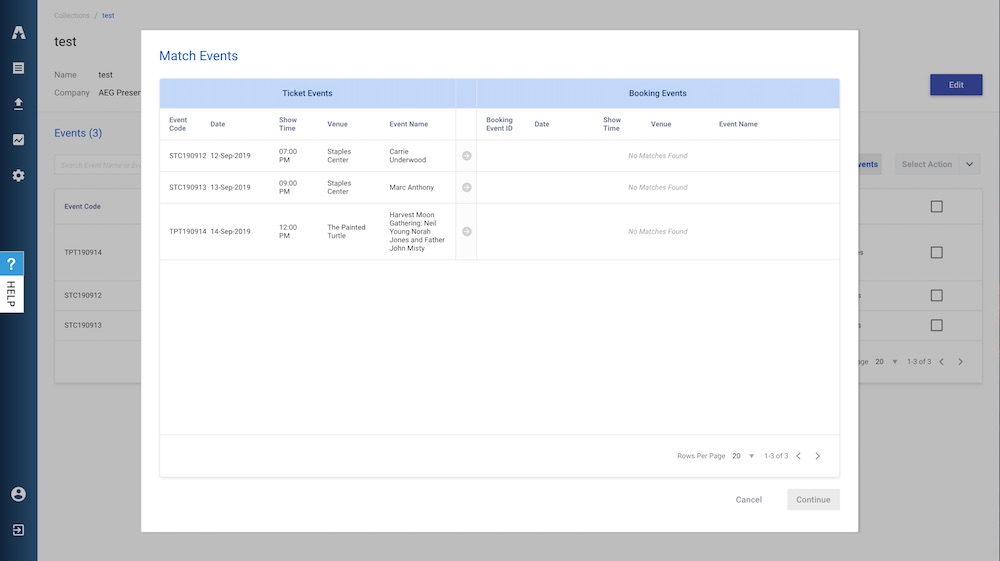 Collections / test
test
Name test
Company AEG Presen
Edit
Events (3)
Search Event Name or Eve
vents
Select Action
Event Code
TPT190914
es
STC190912
s
STC190913
s
age 20 1-3 of 3
?
HELP
Match Events
Ticket Events
Booking Events
Event Code
Date
Show Time
Venue
Event Name
Booking Event ID
Date
Show Time
Venue
Event Name
STC190912
12-Sep-2019
07:00
PM
Staples
Center
Carrie
Underwood
No Matches Found
STC190913
13-Sep-2019
09:00
PM
Staples
Center
Marc Anthony
No Matches Found
TPT190914
14-Sep-2019
12:00
PM
The Painted
Turtle
Harvest Moon
Gathering: Neil
Young Norah
Jones and Father
John Misty
No Matches Found
Rows Per Page 20 1-3 of 3
Cancel
Continue